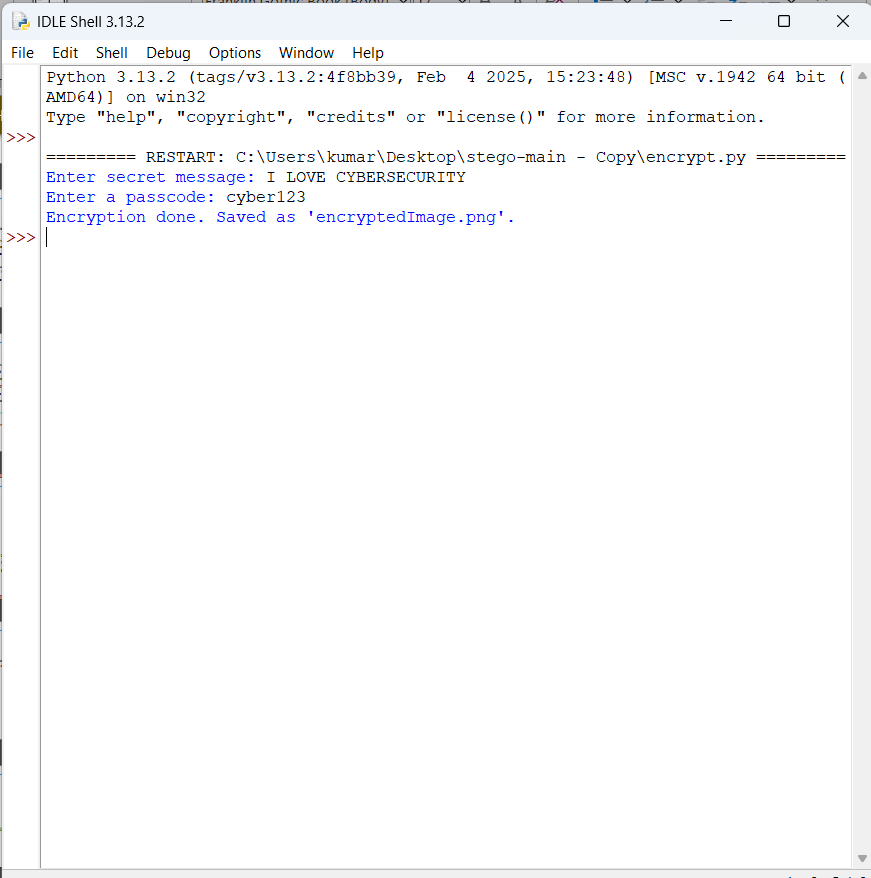 IDLE Shell 3.13.2
File Edit Shell Debug Options Window Help
Python 3.13.2 (tags/v3.13.2:4f8bb39, Feb  4 2025, 15:23:48) [MSC v.1942 64 bit (
AMD64)] on win32
Type "help", "copyright", "credits" or "license()" for more information.
>>>
========= RESTART: C:\Users\kumar\Desktop\stego-main - Copy\encrypt.py =========
Enter secret message: I LOVE CYBERSECURITY
Enter a passcode: cyber123
Encryption done. Saved as 'encryptedImage.png'.
>>>